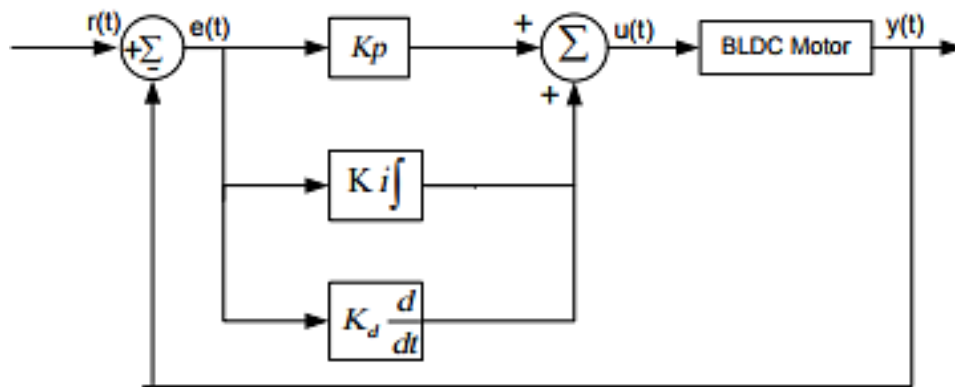 r(t) + Σ - e(t) Kp + Σ + u(t) BLDC Motor y(t)
K i∫
K_d d/dt